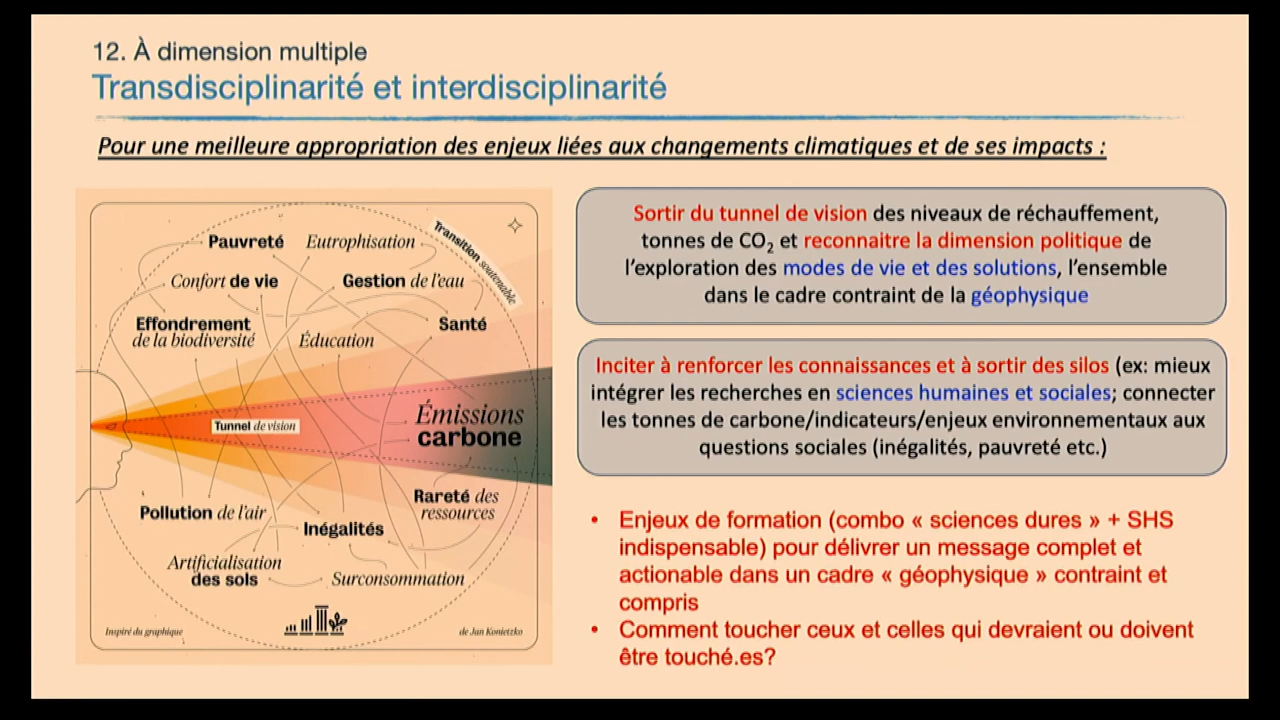 12. À dimension multiple
Transdisciplinarité et interdisciplinarité
Pour une meilleure appropriation des enjeux liées aux changements climatiques et de ses impacts :
Transition soutenable
Pauvreté
Eutrophisation
Confort de vie
Gestion de l'eau
Effondrement
de la biodiversité
Éducation
Santé
Tunnel de vision
Émissions
carbone
Rareté des
ressources
Pollution de l'air
Inégalités
Artificialisation
des sols
Surconsommation
Inspiré du graphique
de Jan Konietzko
Sortir du tunnel de vision des niveaux de réchauffement,
tonnes de CO₂ et reconnaitre la dimension politique de
l'exploration des modes de vie et des solutions, l'ensemble
dans le cadre contraint de la géophysique
Inciter à renforcer les connaissances et à sortir des silos (ex: mieux
intégrer les recherches en sciences humaines et sociales; connecter
les tonnes de carbone/indicateurs/enjeux environnementaux aux
questions sociales (inégalités, pauvreté etc.)
• Enjeux de formation (combo « sciences dures » + SHS
indispensable) pour délivrer un message complet et
actionable dans un cadre « géophysique » contraint et
compris
• Comment toucher ceux et celles qui devraient ou doivent
être touché.es?